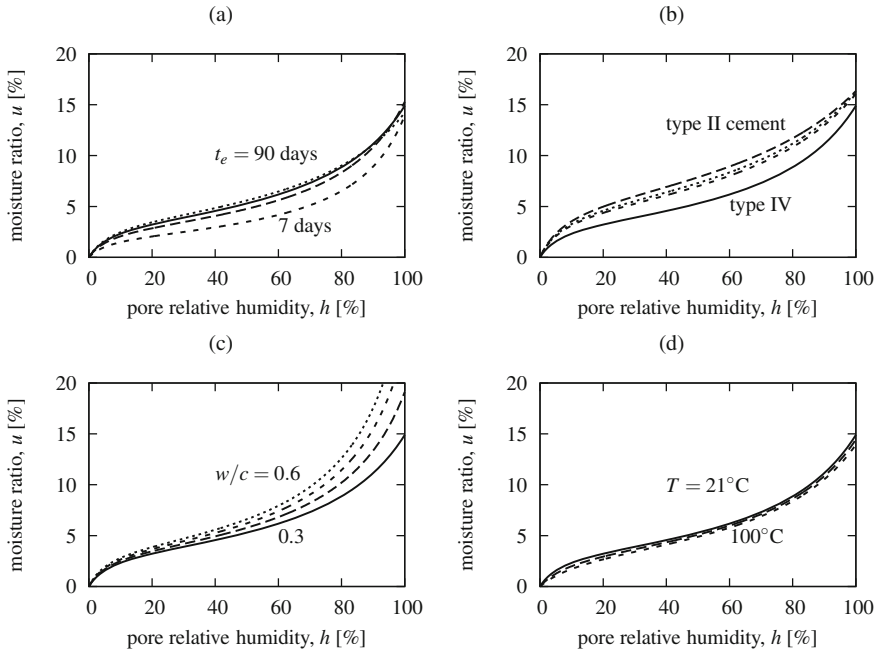 (a)
20
15
10
5
0
moisture ratio, u [%]
t_e = 90 days
7 days
0 20 40 60 80 100
pore relative humidity, h [%]
(b)
20
15
10
5
0
moisture ratio, u [%]
type II cement
type IV
0 20 40 60 80 100
pore relative humidity, h [%]
(c)
20
15
10
5
0
moisture ratio, u [%]
w/c = 0.6
0.3
0 20 40 60 80 100
pore relative humidity, h [%]
(d)
20
15
10
5
0
moisture ratio, u [%]
T = 21°C
100°C
0 20 40 60 80 100
pore relative humidity, h [%]